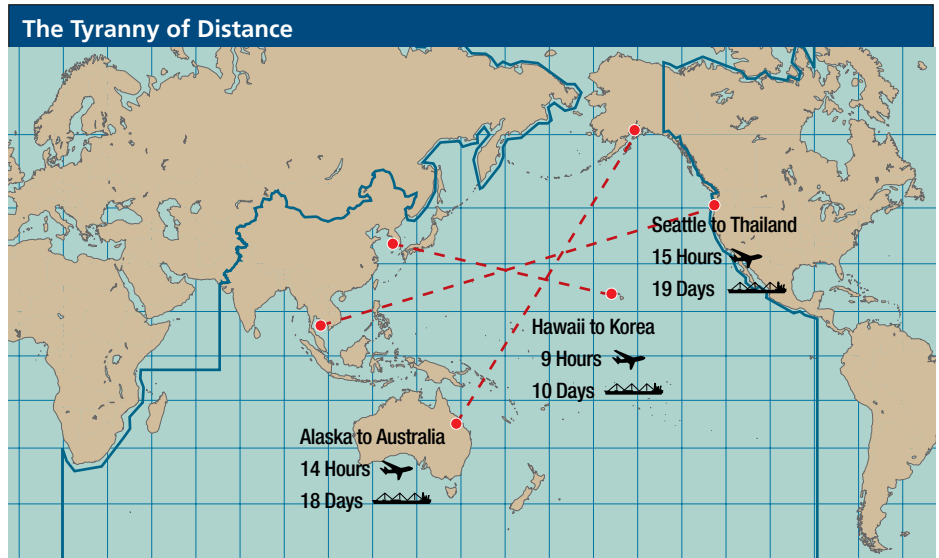 The Tyranny of Distance
Seattle to Thailand
15 Hours
19 Days
Hawaii to Korea
9 Hours
10 Days
Alaska to Australia
14 Hours
18 Days